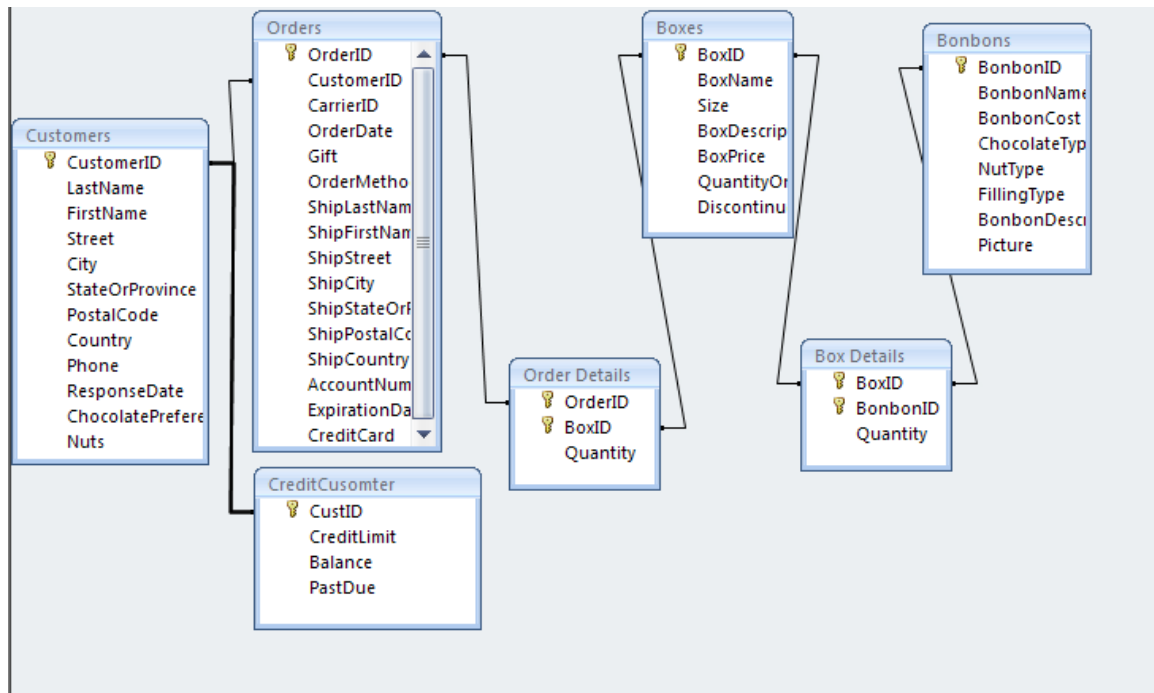 Customers
CustomerID
LastName
FirstName
Street
City
StateOrProvince
PostalCode
Country
Phone
ResponseDate
ChocolatePrefere
Nuts
Orders
OrderID
CustomerID
CarrierID
OrderDate
Gift
OrderMetho
ShipLastNam
ShipFirstNam
ShipStreet
ShipCity
ShipStateOrP
ShipPostalCo
ShipCountry
AccountNum
ExpirationDa
CreditCard
CreditCusomter
CustID
CreditLimit
Balance
PastDue
Order Details
OrderID
BoxID
Quantity
Boxes
BoxID
BoxName
Size
BoxDescrip
BoxPrice
QuantityOr
Discontinu
Box Details
BoxID
BonbonID
Quantity
Bonbons
BonbonID
BonbonName
BonbonCost
ChocolateTyp
NutType
FillingType
BonbonDescr
Picture